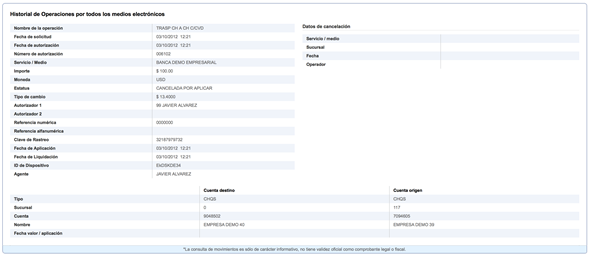 Historial de Operaciones por todos los medios electrónicos
Nombre de la operación TRASP CH A CH C/CVD
Fecha de solicitud 03/10/2012 12:21
Fecha de autorización 03/10/2012 12:21
Número de autorización 008102
Servicio / Medio BANCA DEMO EMPRESARIAL
Importe $ 100.00
Moneda USD
Estatus CANCELADA POR APLICAR
Tipo de cambio $ 13.4000
Autorizador 1 99 JAVIER ALVAREZ
Autorizador 2
Referencia numérica 0000000
Referencia alfanumérica
Clave de Rastreo 32197979732
Fecha de Aplicación 03/10/2012 12:21
Fecha de Liquidación 03/10/2012 12:21
ID de Dispositivo
Agente JAVIER ALVAREZ
Datos de cancelación
Servicio / medio
Sucursal
Fecha
Operador
Cuenta destino Cuenta origen
Tipo CHQS CHQS
Sucursal 0 117
Cuenta 9049502 7094665
Nombre EMPRESA DEMO 40 EMPRESA DEMO 39
Fecha valor / aplicación
*La consulta de movimientos es sólo de carácter informativo, no tiene validez oficial como comprobante legal o fiscal.